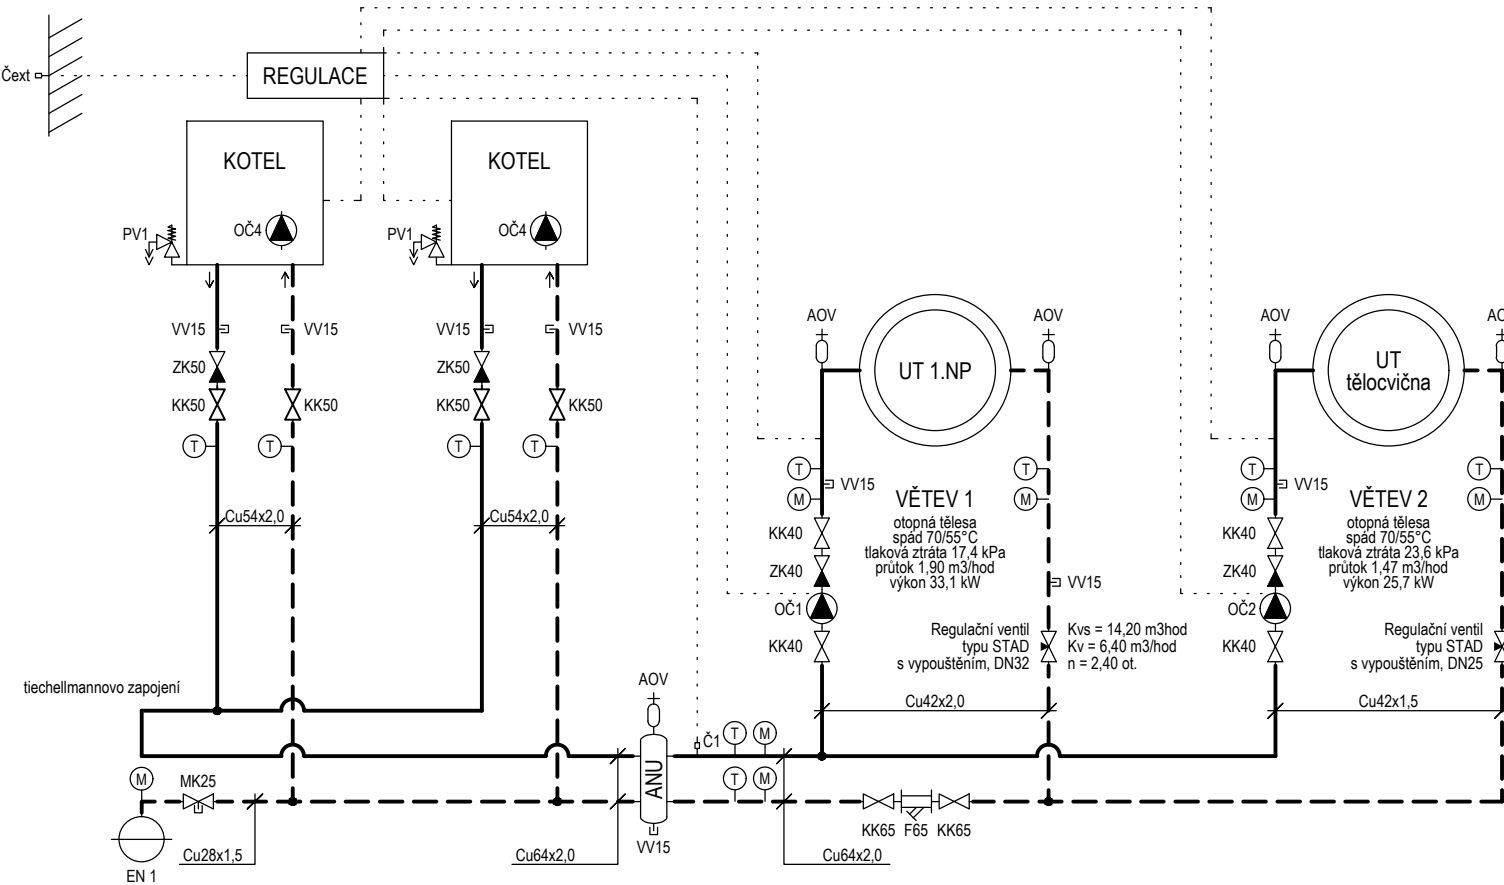 Čext
REGULACE
KOTEL
KOTEL
PV1
OČ4
PV1
OČ4
VV15
VV15
VV15
VV15
ZK50
ZK50
KK50
KK50
KK50
KK50
T
T
T
T
Cu54x2,0
Cu54x2,0
tiechellmannovo zapojení
AOV
AOV
UT 1.NP
T
M
VV15
T
M
VĚTEV 1
otopná tělesa
spád 70/55°C
tlaková ztráta 17,4 kPa
průtok 1,90 m3/hod
výkon 33,1 kW
KK40
ZK40
OČ1
KK40
VV15
Regulační ventil
typu STAD
s vypouštěním, DN32
Kvs = 14,20 m3hod
Kv = 6,40 m3/hod
n = 2,40 ot.
Cu42x2,0
AOV
UT
tělocvična
T
M
VV15
T
M
VĚTEV 2
otopná tělesa
spád 70/55°C
tlaková ztráta 23,6 kPa
průtok 1,47 m3/hod
výkon 25,7 kW
KK40
ZK40
OČ2
KK40
Regulační ventil
typu STAD
s vypouštěním, DN25
Cu42x1,5
AOV
ANU
VV15
Č1
T
M
T
M
M
MK25
EN 1
Cu28x1,5
Cu64x2,0
Cu64x2,0
KK65
F65
KK65